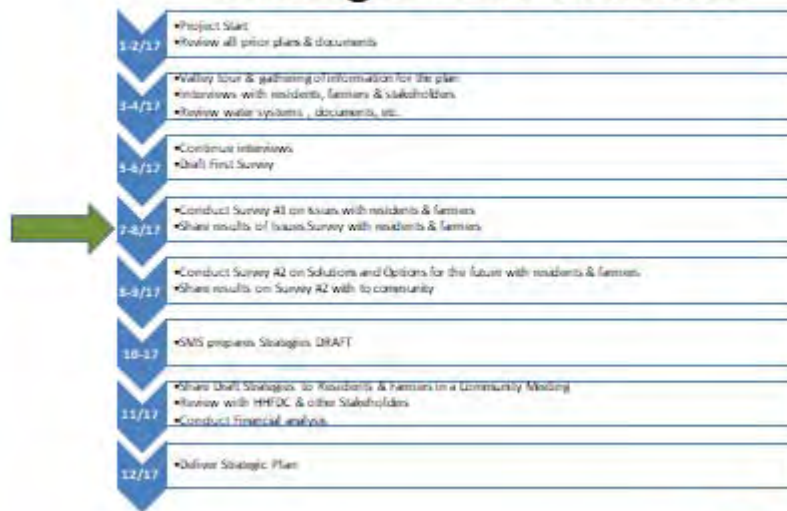 1-2/17
•Project Start
•Review all prior plans & documents
3-4/17
•Valley tour & gathering of information for the plan
•Interviews with residents, farmers & stakeholders
•Review water systems , documents, etc.
5-6/17
•Continue interviews
•Draft First Survey
7-8/17
•Conduct Survey #1 on Issues with residents & farmers
•Share results of Issues Survey with residents & farmers
8-9/17
•Conduct Survey #2 on Solutions and Options for the future with residents & farmers
•Share results on Survey #2 with to community
10-17
•SMS prepares Strategies DRAFT
11/17
•Share Draft Strategies to Residents & Farmers in a Community Meeting
•Review with HHFDC & other Stakeholders
•Conduct Financial analysis
12/17
•Deliver Strategic Plan